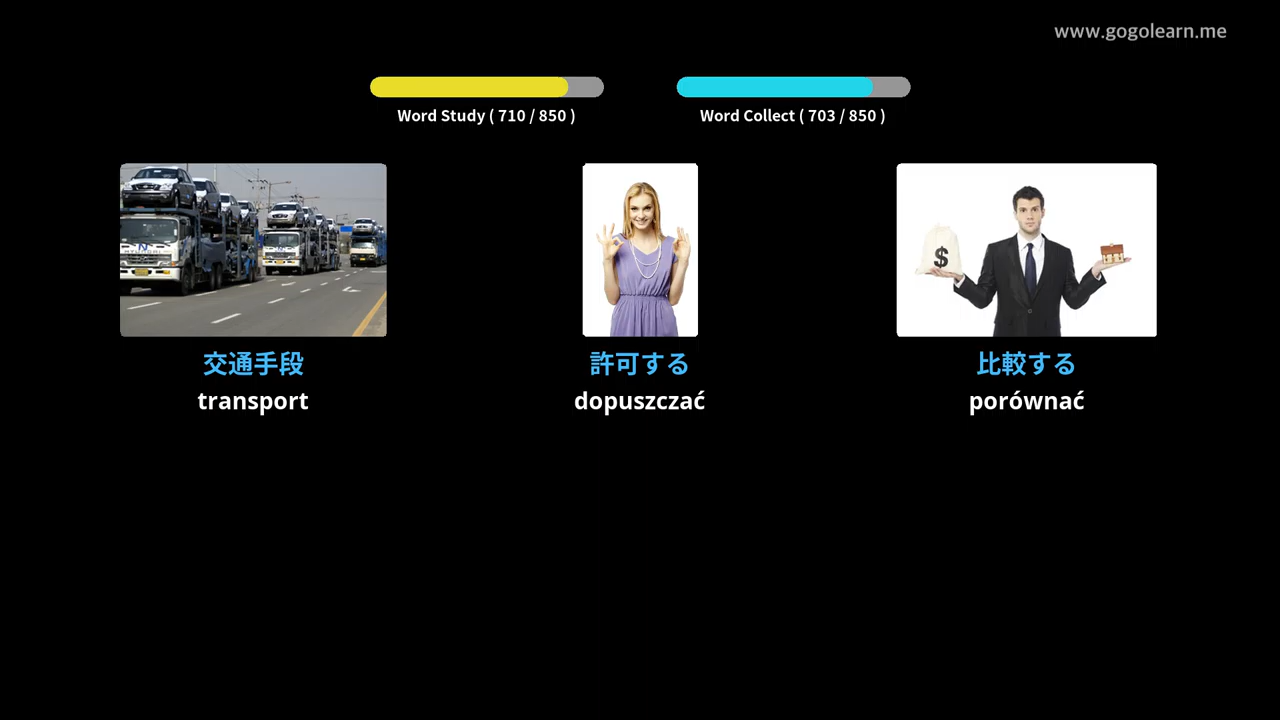 www.gogolearn.me
Word Study ( 710 / 850 )
Word Collect ( 703 / 850 )
交通手段
transport
許可する
dopuszczać
比較する
porównać